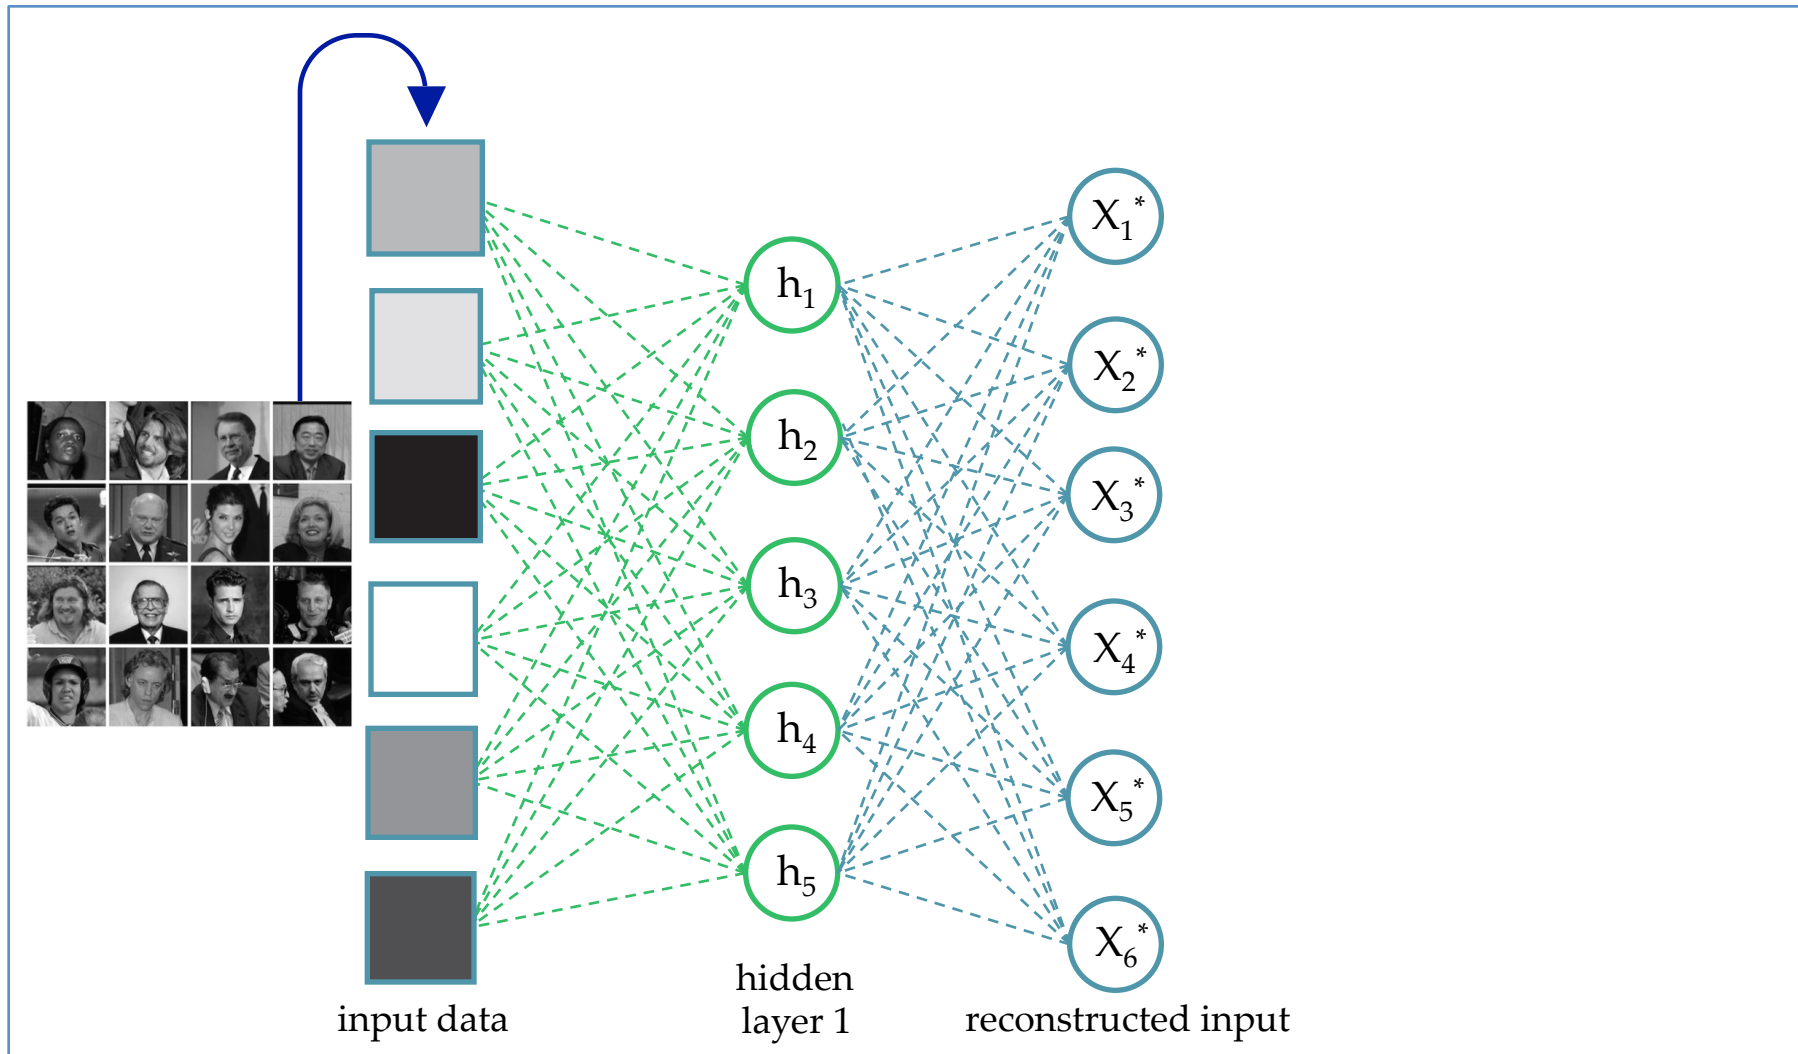 h₁
h₂
h₃
h₄
h₅
X₁*
X₂*
X₃*
X₄*
X₅*
X₆*
input data
hidden
layer 1
reconstructed input